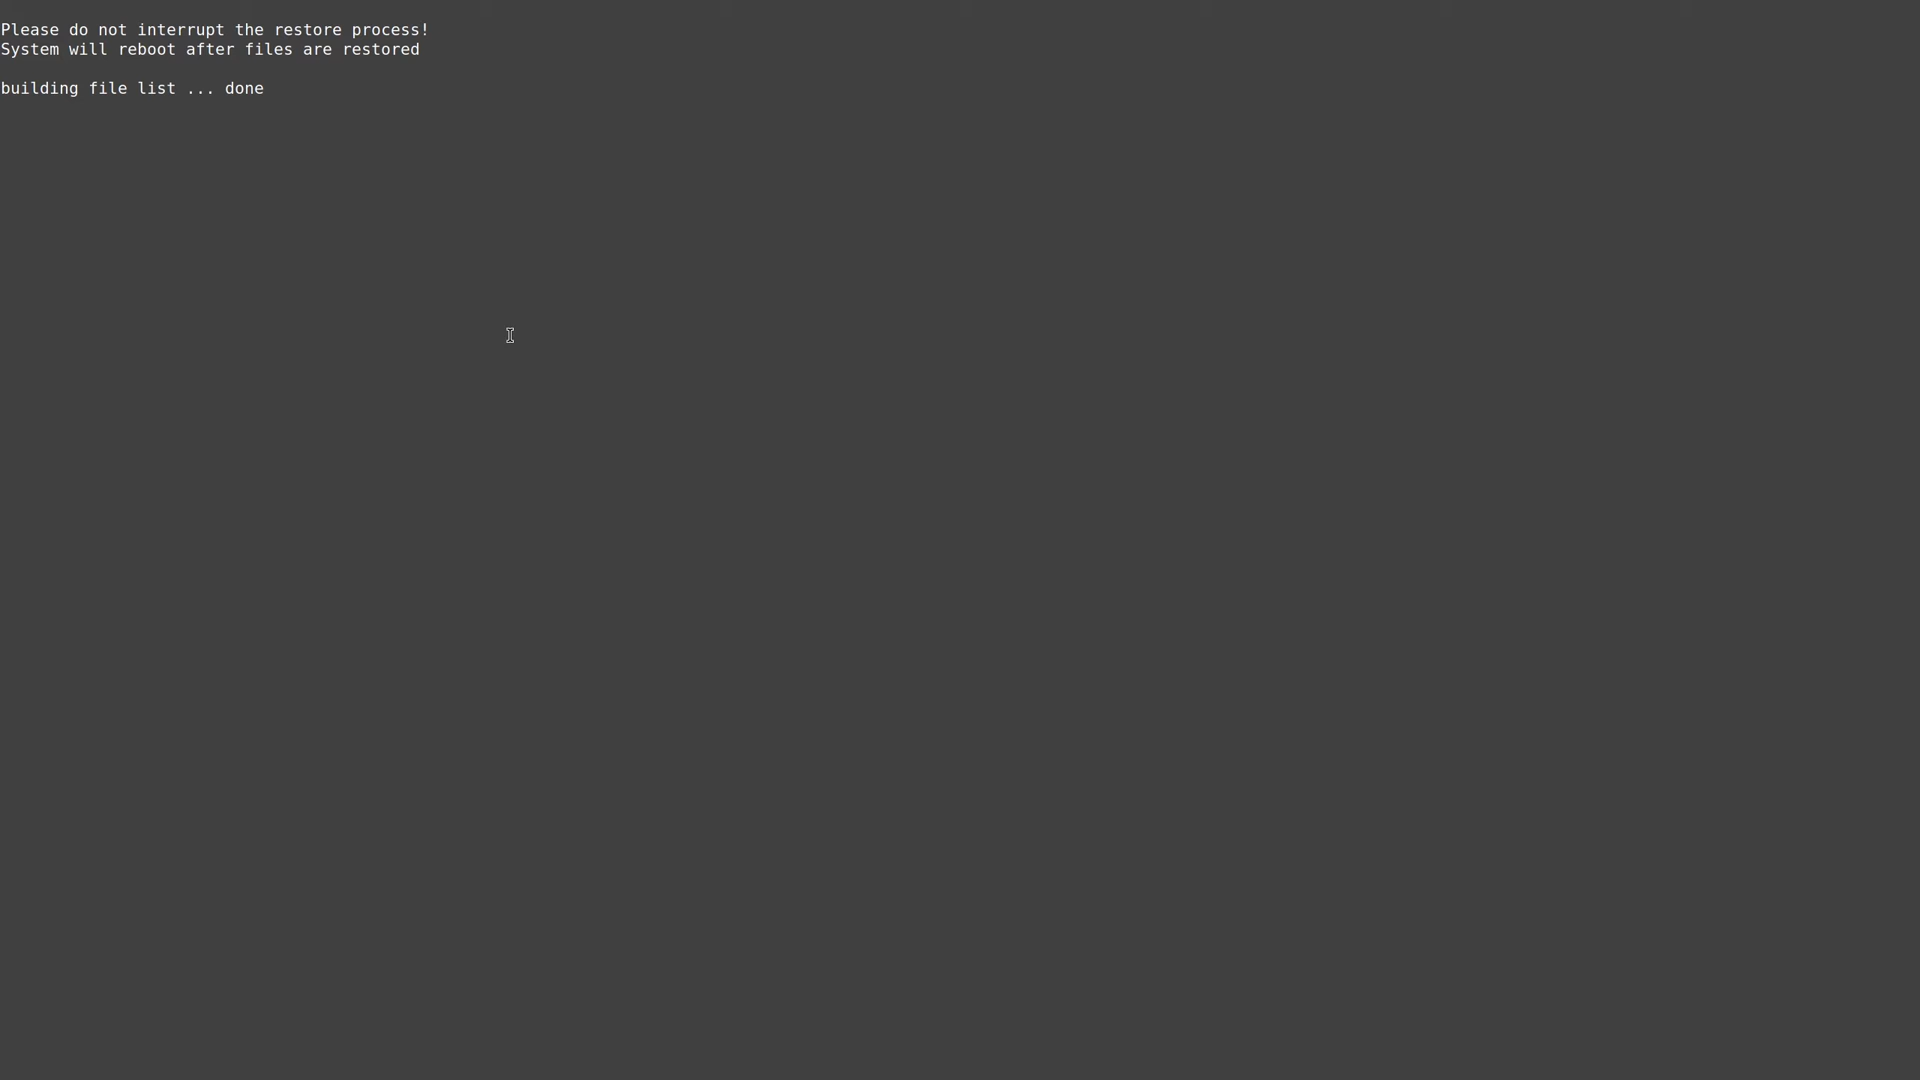 Please do not interrupt the restore process!
System will reboot after files are restored
building file list ... done